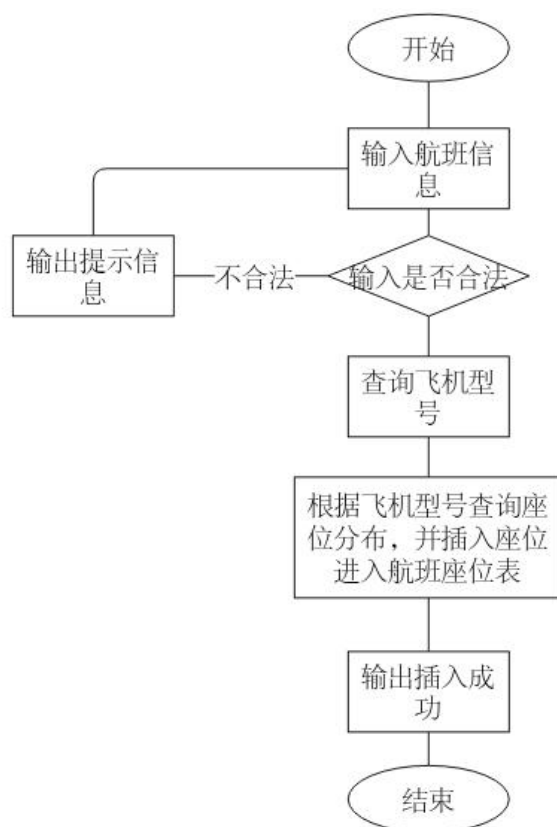 开始
输入航班信
息
输出提示信
息
不合法
输入是否合法
查询飞机型
号
根据飞机型号查询座
位分布，并插入座位
进入航班座位表
输出插入成
功
结束